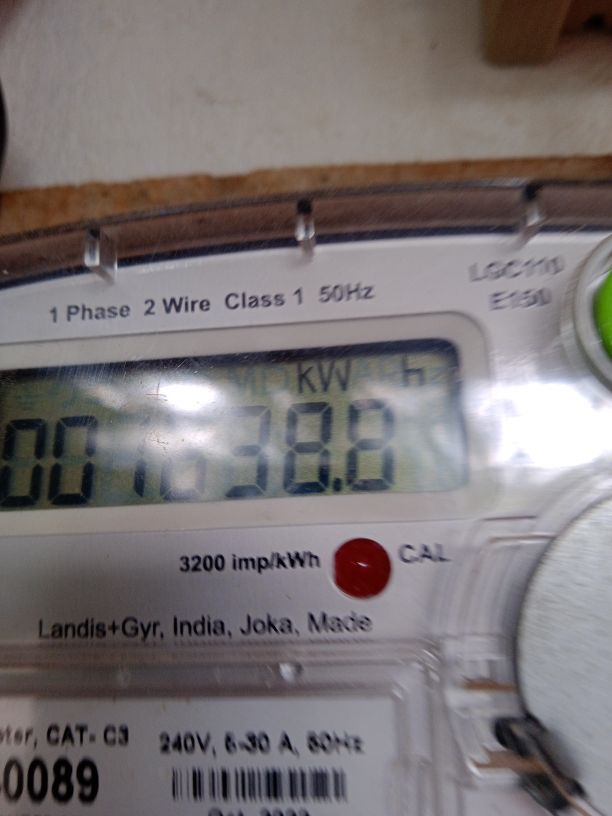 1 Phase 2 Wire Class 1 50Hz
LGC110
E150
kW h
3200 imp/kWh CAL
Landis+Gyr, India, Joka, Made
CAT- C3
240V, 5-30 A, 50Hz
0089